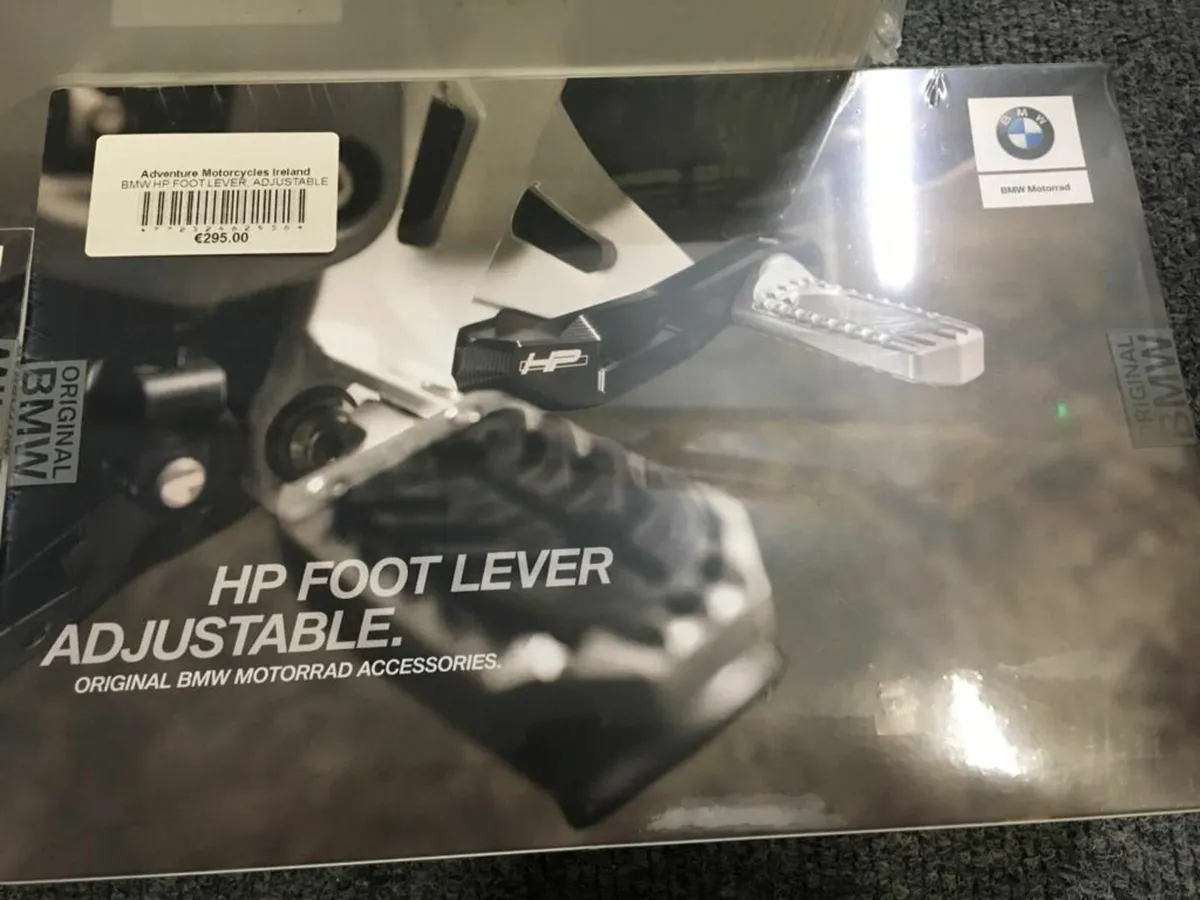 Adventure Motorcycles Ireland
BMW HP FOOT LEVER, ADJUSTABLE
€295.00
BMW
BMW Motorrad
HP
ORIGINAL
BMW
ORIGINAL
BMW
HP FOOT LEVER
ADJUSTABLE.
ORIGINAL BMW MOTORRAD ACCESSORIES.